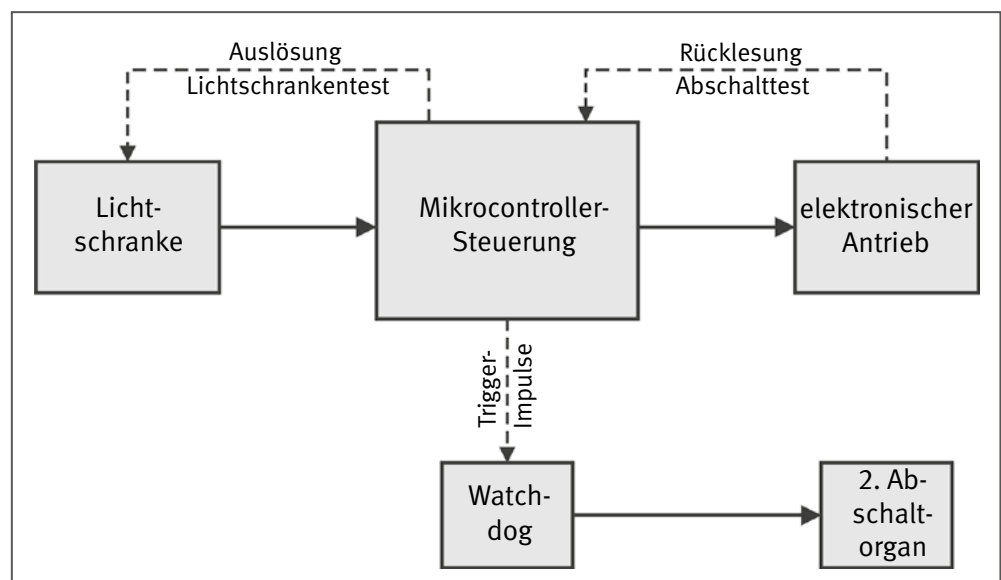 Auslösung
Lichtschrankentest
Rücklesung
Abschalttest
Licht-
schranke
Mikrocontroller-
Steuerung
elektronischer
Antrieb
Trigger-
Impulse
Watch-
dog
2. Ab-
schalt-
organ